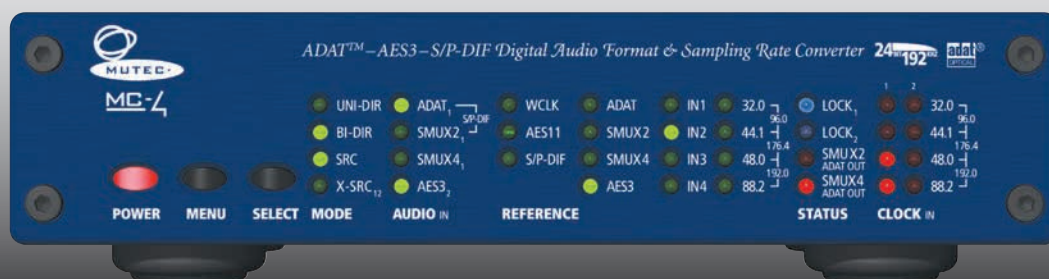 ADAT™–AES3–S/P-DIF Digital Audio Format & Sampling Rate Converter 24 BIT 192 kHz adat® OPTICAL
MUTEC
MC-4
1 2
UNI-DIR ADAT1 WCLK ADAT IN1 32.0 LOCK1 32.0
S/P-DIF 96.0 96.0
BI-DIR SMUX21 AES11 SMUX2 IN2 44.1 LOCK2 44.1
176.4 176.4
SRC SMUX41 S/P-DIF SMUX4 IN3 48.0 SMUX2 ADAT OUT 48.0
192.0 192.0
X-SRC12 AES32 AES3 IN4 88.2 SMUX4 ADAT OUT 88.2
POWER MENU SELECT MODE AUDIO IN REFERENCE STATUS CLOCK IN